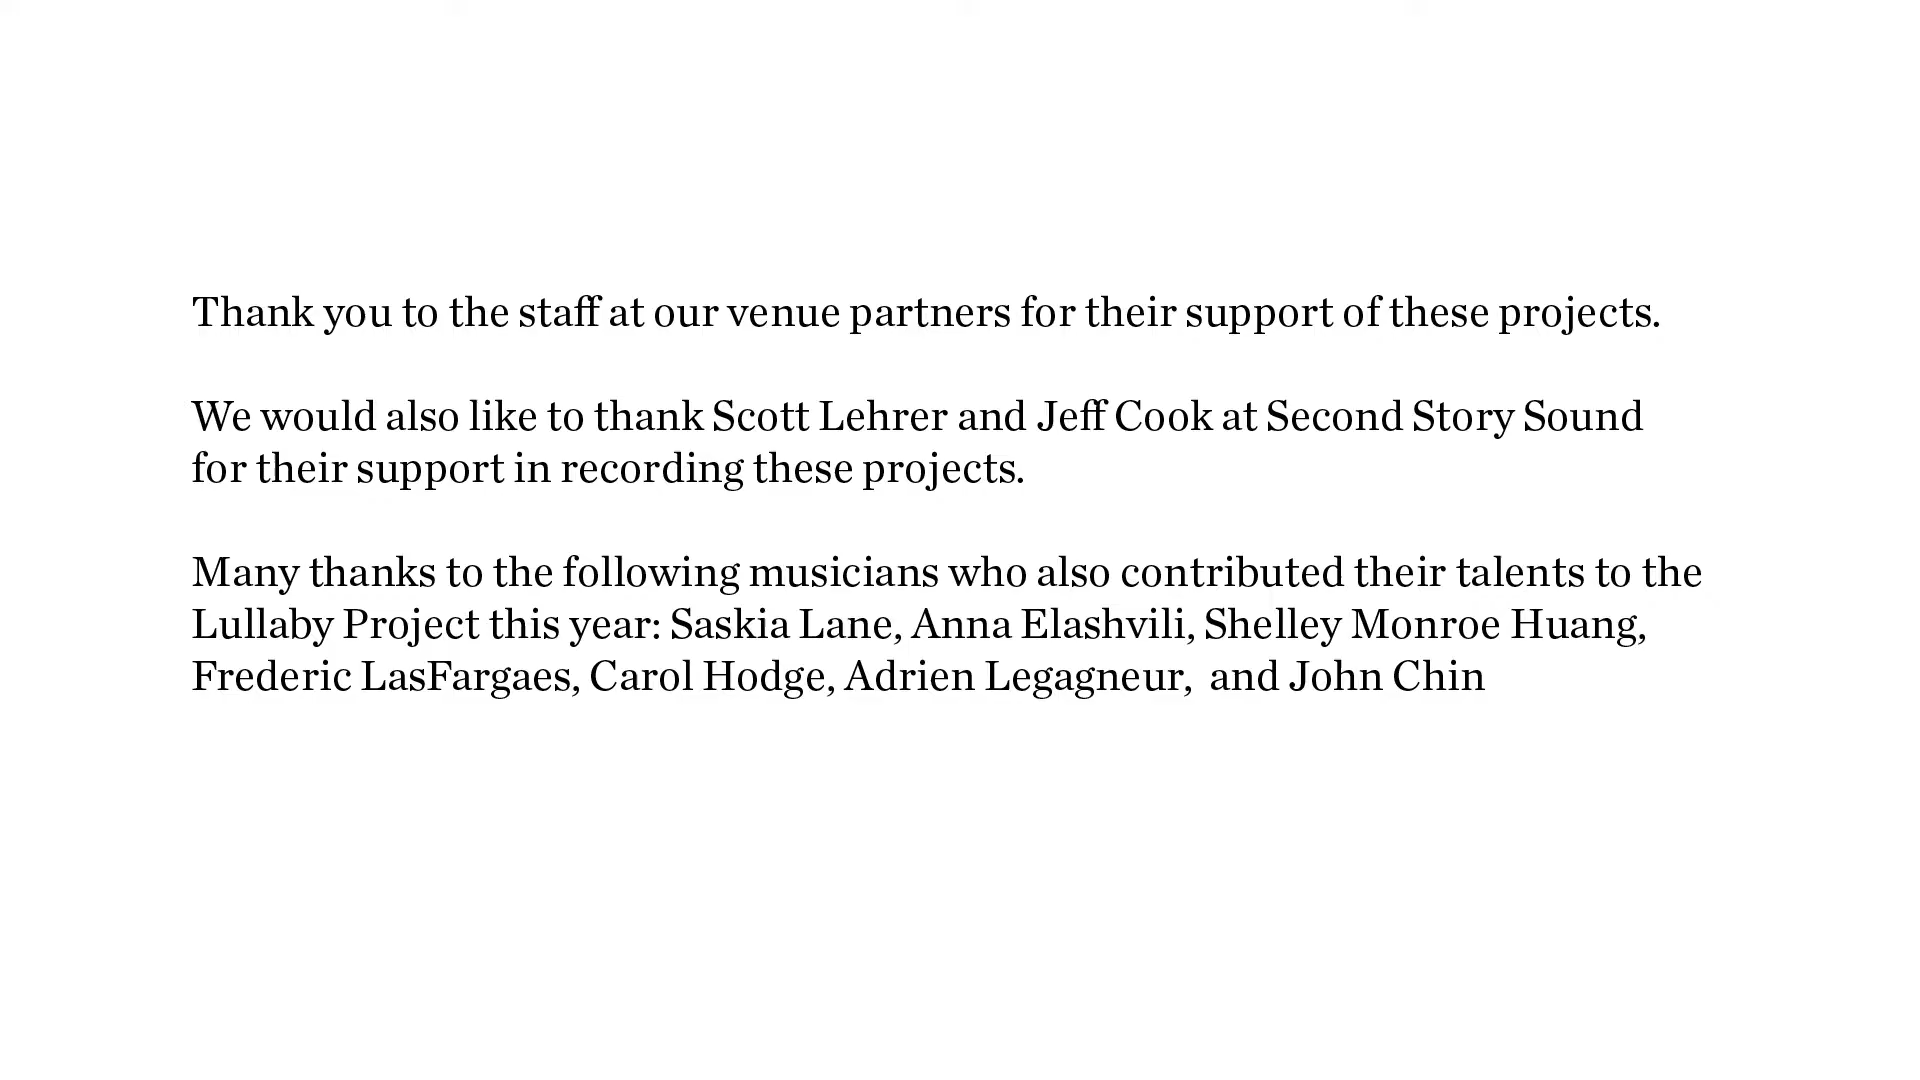 Thank you to the staff at our venue partners for their support of these projects.
We would also like to thank Scott Lehrer and Jeff Cook at Second Story Sound
for their support in recording these projects.
Many thanks to the following musicians who also contributed their talents to the
Lullaby Project this year: Saskia Lane, Anna Elashvili, Shelley Monroe Huang,
Frederic LasFargaes, Carol Hodge, Adrien Legagneur,  and John Chin